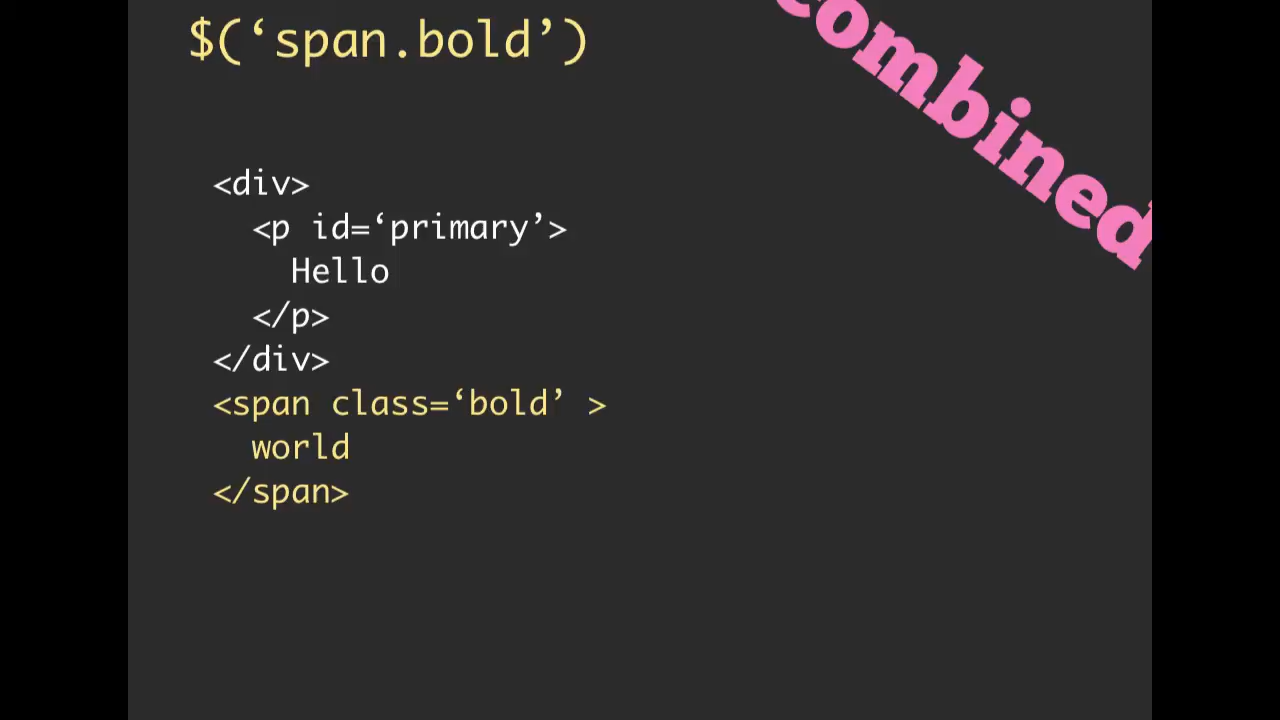 $(‘span.bold’)
combined
<div>
<p id=‘primary’>
Hello
</p>
</div>
<span class=‘bold’ >
world
</span>